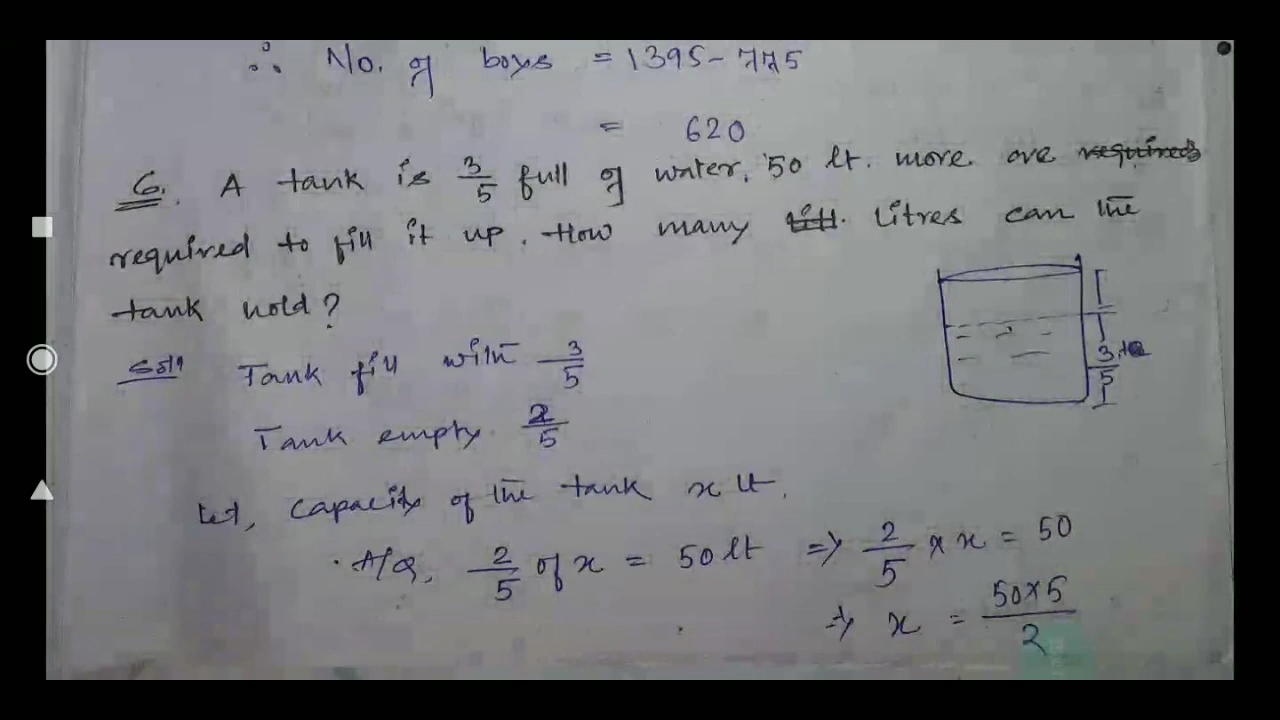 ∴ No. of boys = 1395 - 775
= 620
6. A tank is 3/5 full of water. 50 lt. more are required
required to fill it up. How many litres can the
tank hold?
Soln Tank fill with 3/5
Tank empty 2/5
3/5
Let, capacity of the tank x lt.
A/Q, 2/5 of x = 50 lt ⇒ 2/5 × x = 50
⇒ x = 50×5/2